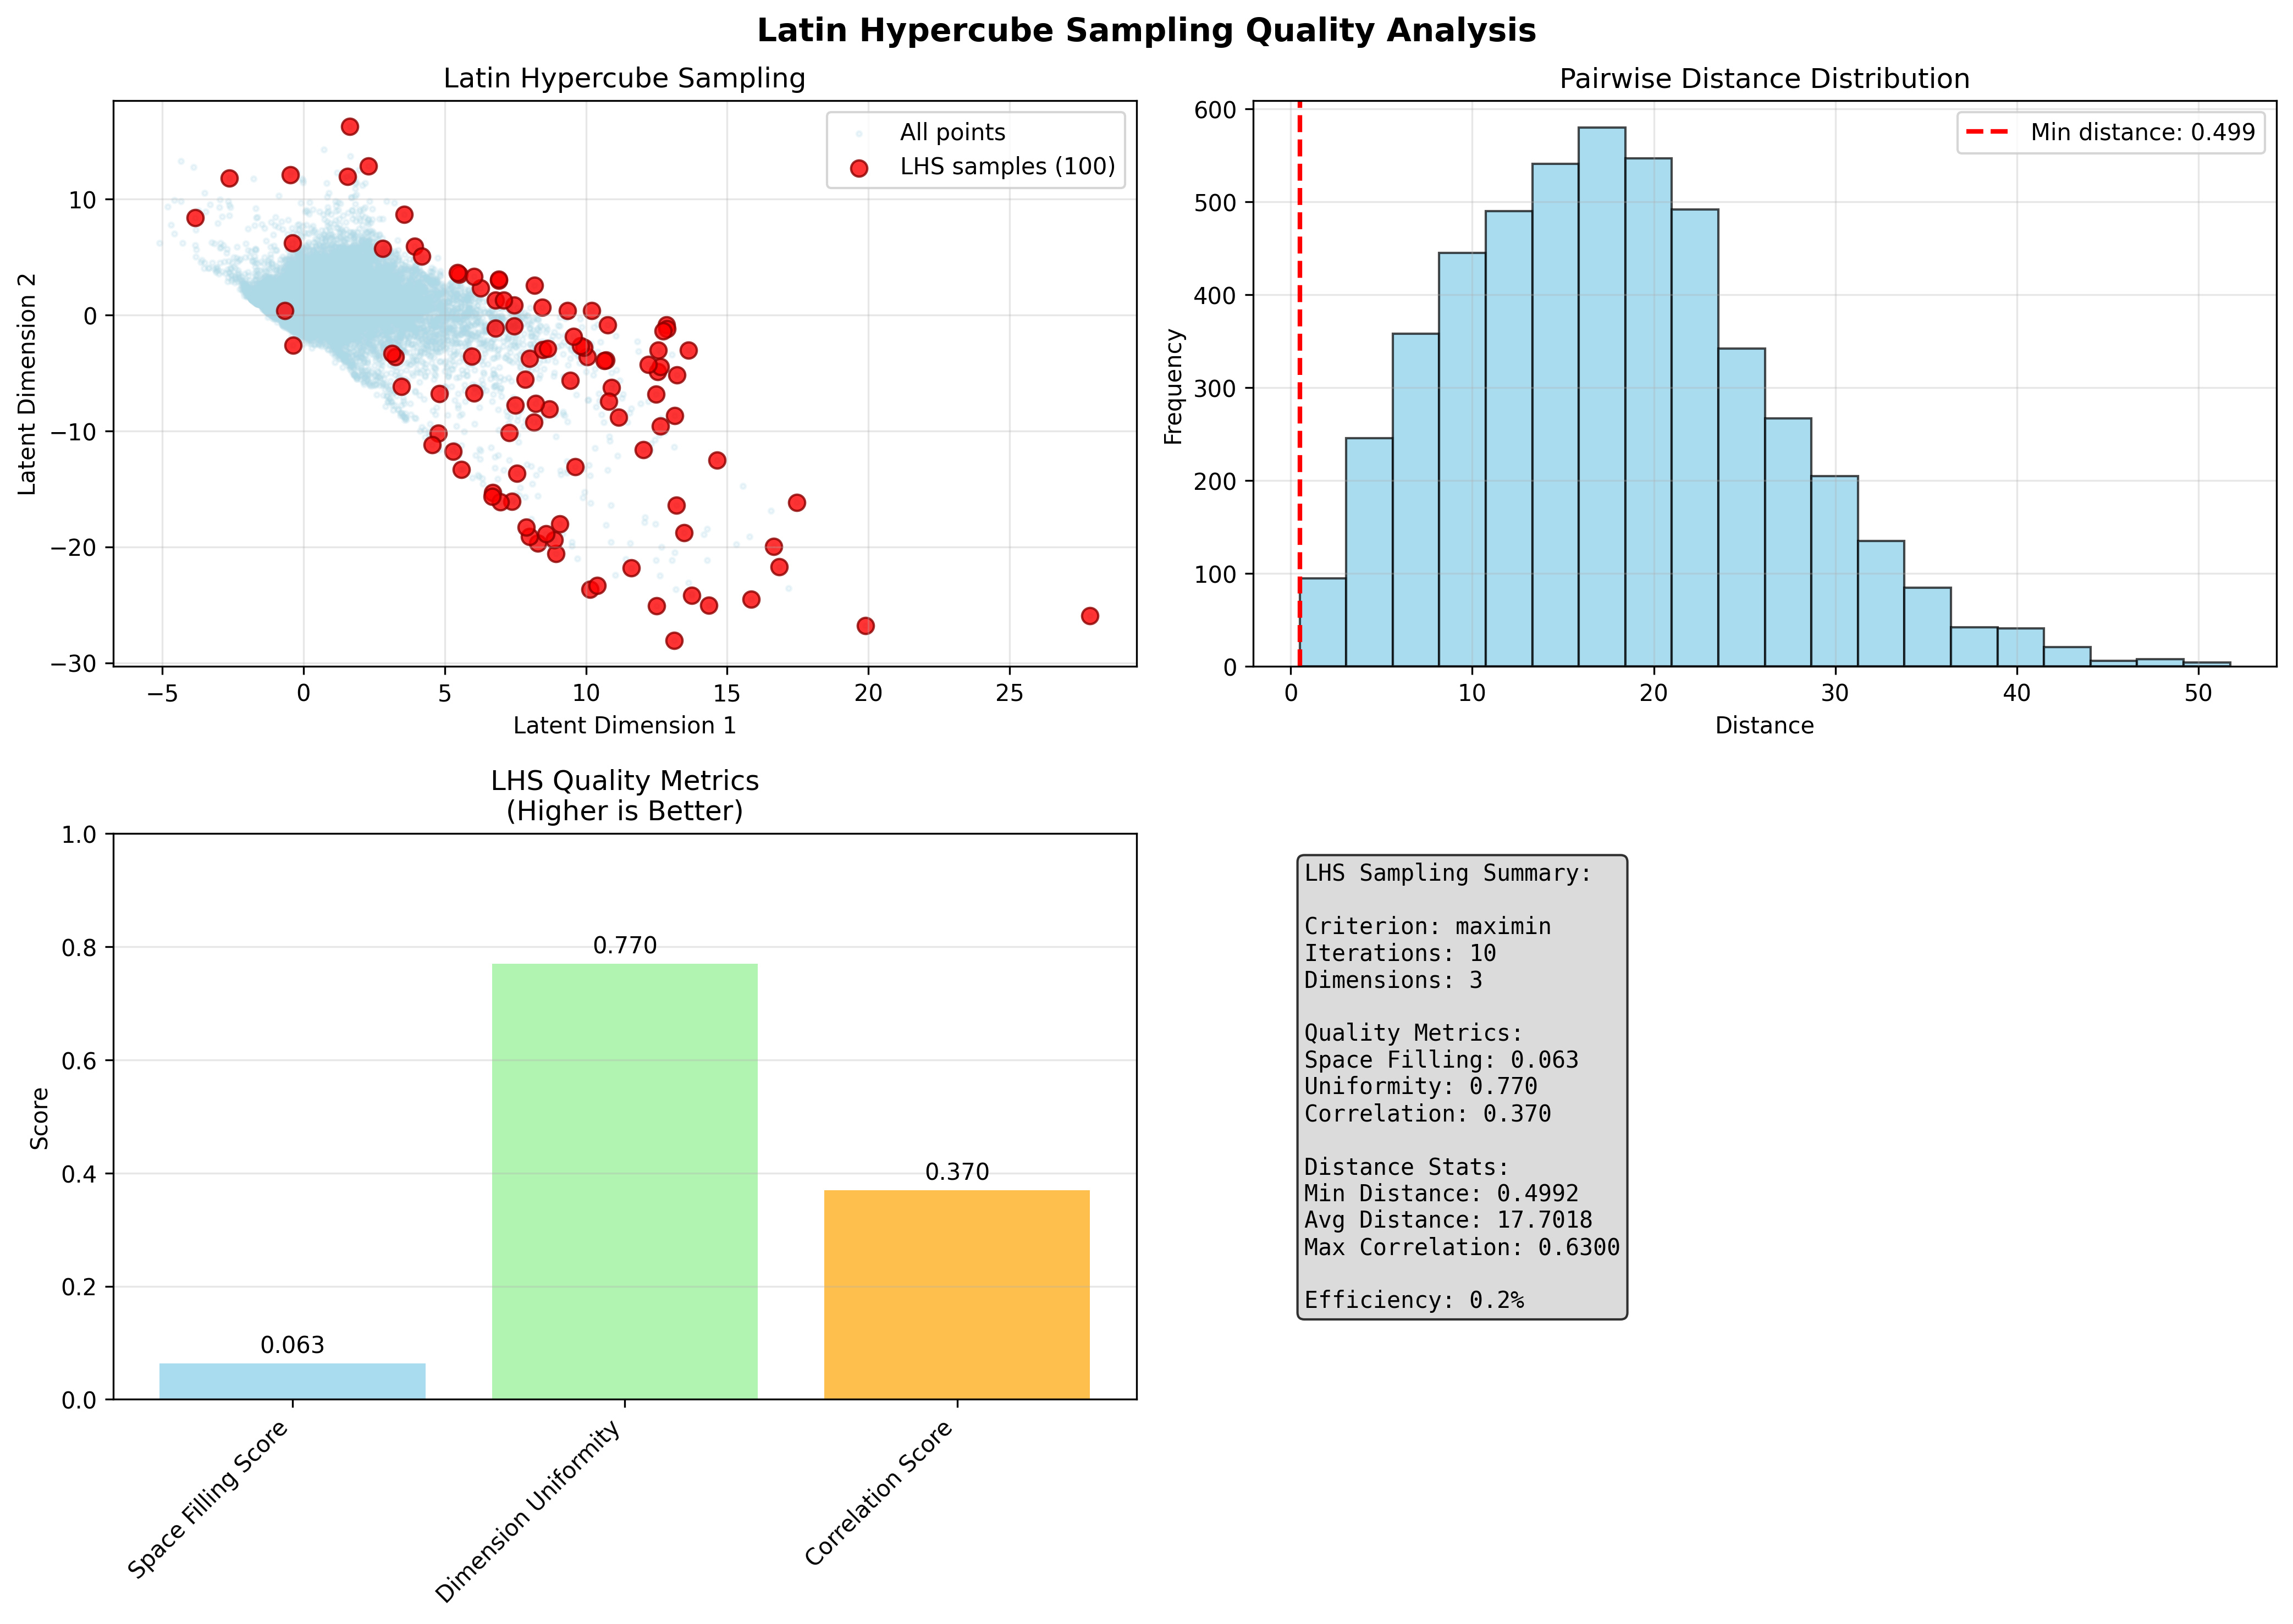 Latin Hypercube Sampling Quality Analysis
Latin Hypercube Sampling
All points
LHS samples (100)
10
0
−10
−20
−30
Latent Dimension 2
−5
0
5
10
15
20
25
Latent Dimension 1
Pairwise Distance Distribution
Min distance: 0.499
600
500
400
300
200
100
0
Frequency
0
10
20
30
40
50
Distance
LHS Quality Metrics
(Higher is Better)
1.0
0.8
0.6
0.4
0.2
0.0
Score
0.063
0.770
0.370
Space Filling Score
Dimension Uniformity
Correlation Score
LHS Sampling Summary:
Criterion: maximin
Iterations: 10
Dimensions: 3
Quality Metrics:
Space Filling: 0.063
Uniformity: 0.770
Correlation: 0.370
Distance Stats:
Min Distance: 0.4992
Avg Distance: 17.7018
Max Correlation: 0.6300
Efficiency: 0.2%